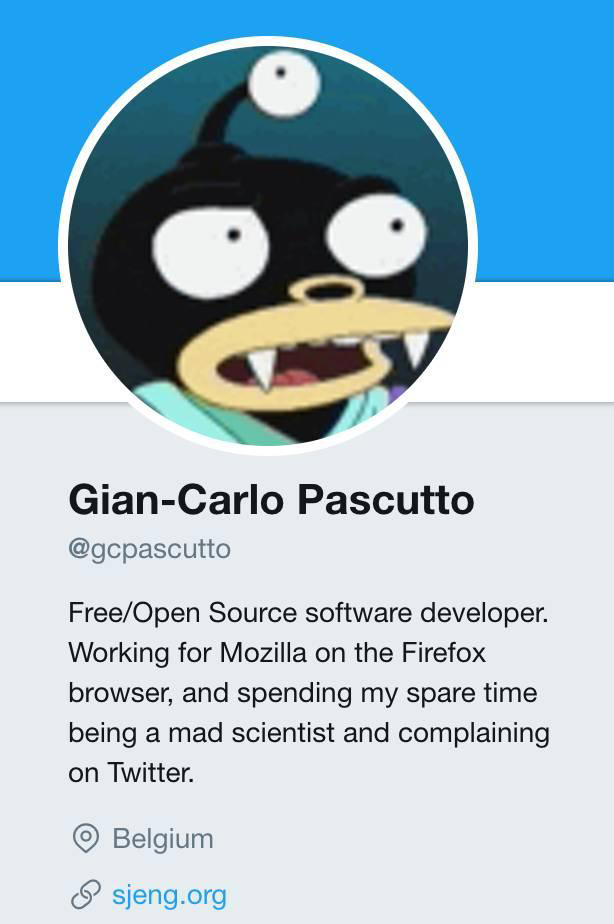 Gian-Carlo Pascutto
@gcpascutto
Free/Open Source software developer.
Working for Mozilla on the Firefox
browser, and spending my spare time
being a mad scientist and complaining
on Twitter.
Belgium
sjeng.org